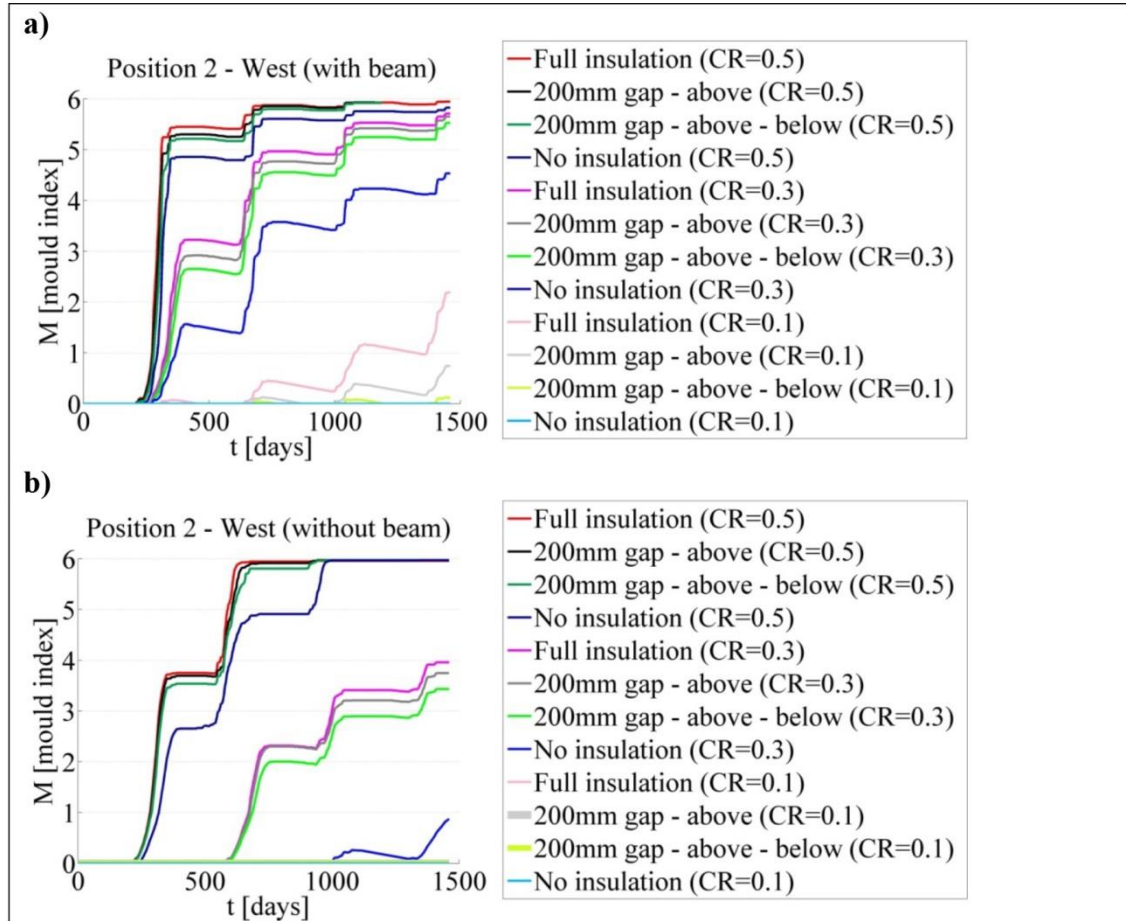 a)
Position 2 - West (with beam)
M [mould index]
6
5
4
3
2
1
0
0
500
1000
1500
t [days]
Full insulation (CR=0.5)
200mm gap - above (CR=0.5)
200mm gap - above - below (CR=0.5)
No insulation (CR=0.5)
Full insulation (CR=0.3)
200mm gap - above (CR=0.3)
200mm gap - above - below (CR=0.3)
No insulation (CR=0.3)
Full insulation (CR=0.1)
200mm gap - above (CR=0.1)
200mm gap - above - below (CR=0.1)
No insulation (CR=0.1)
b)
Position 2 - West (without beam)
M [mould index]
6
5
4
3
2
1
0
0
500
1000
1500
t [days]
Full insulation (CR=0.5)
200mm gap - above (CR=0.5)
200mm gap - above - below (CR=0.5)
No insulation (CR=0.5)
Full insulation (CR=0.3)
200mm gap - above (CR=0.3)
200mm gap - above - below (CR=0.3)
No insulation (CR=0.3)
Full insulation (CR=0.1)
200mm gap - above (CR=0.1)
200mm gap - above - below (CR=0.1)
No insulation (CR=0.1)